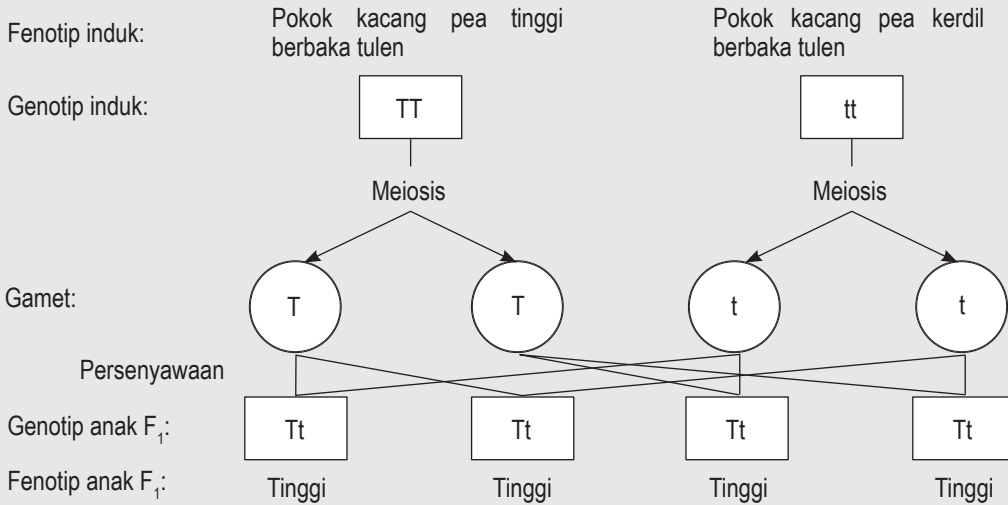 Fenotip induk: Pokok kacang pea tinggi berbaka tulen Pokok kacang pea kerdil berbaka tulen
Genotip induk: TT tt
Meiosis Meiosis
Gamet: T T t t
Persenyawaan
Genotip anak F₁: Tt Tt Tt Tt
Fenotip anak F₁: Tinggi Tinggi Tinggi Tinggi